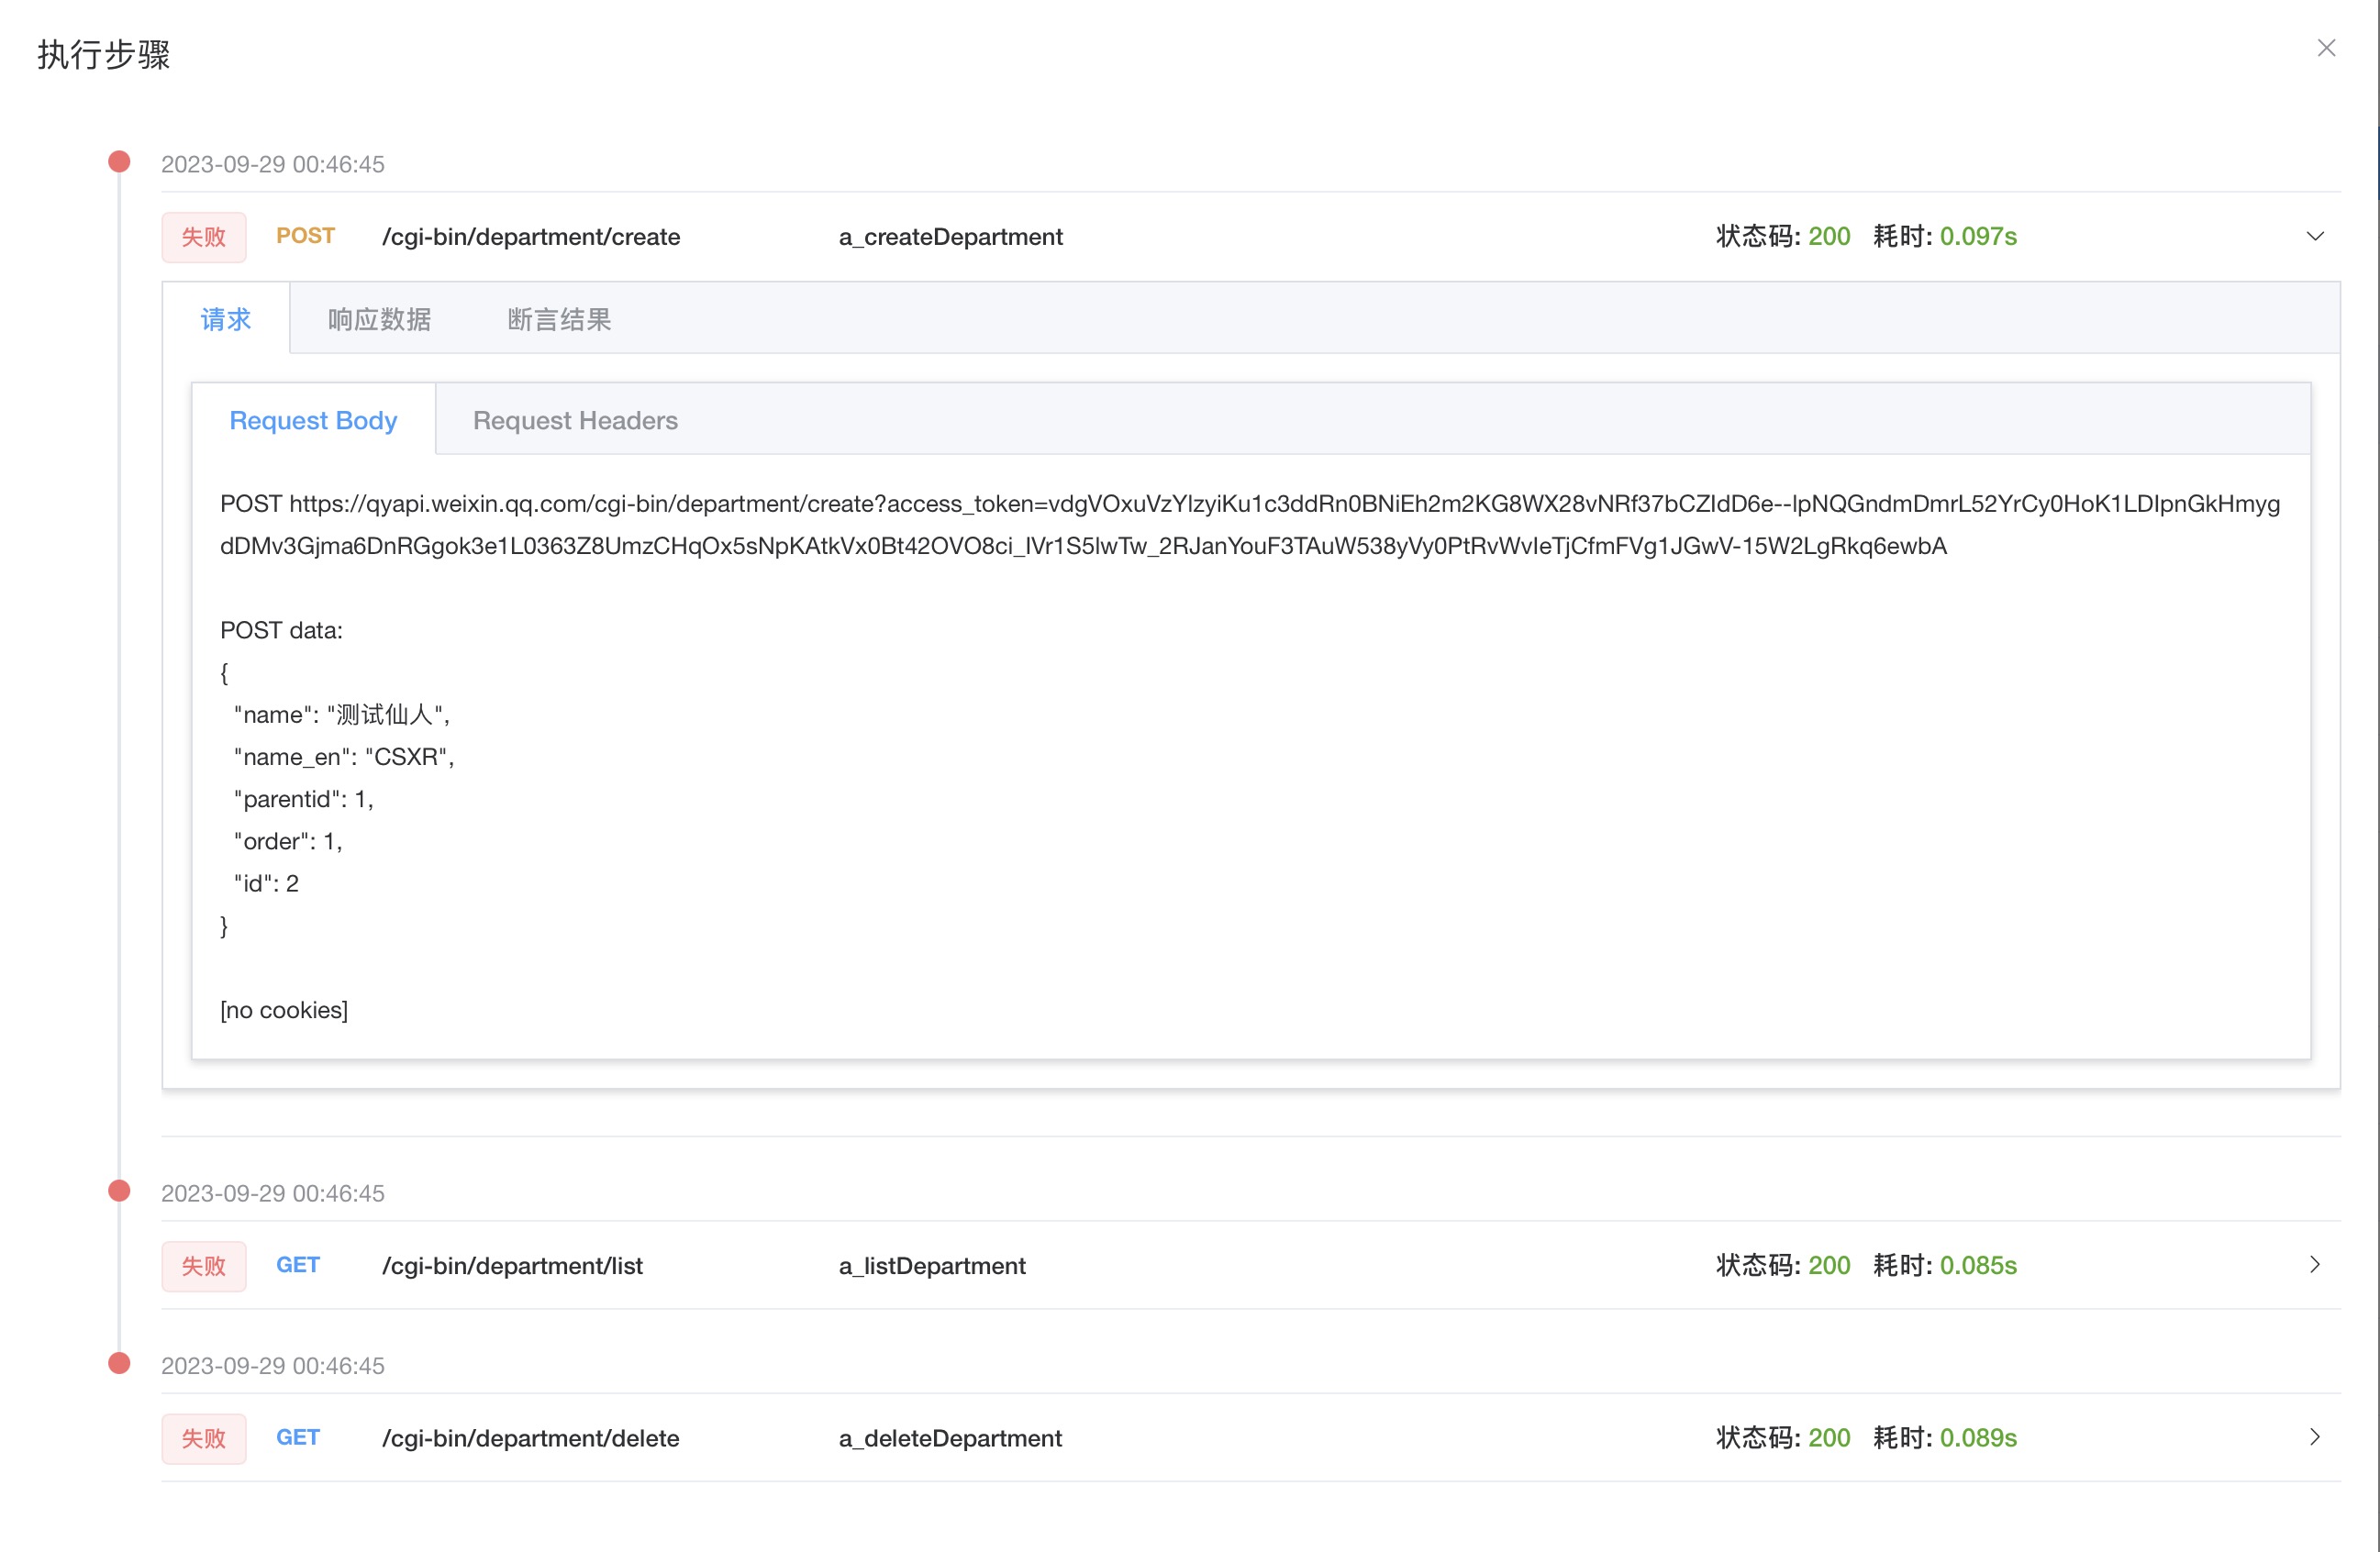 执行步骤
2023-09-29 00:46:45
失败 POST /cgi-bin/department/create a_createDepartment 状态码: 200 耗时: 0.097s
请求 响应数据 断言结果
Request Body Request Headers
POST https://qyapi.weixin.qq.com/cgi-bin/department/create?access_token=vdgVOxuVzYlzyiKu1c3ddRn0BNiEh2m2KG8WX28vNRf37bCZIdD6e--lpNQGndmDmrL52YrCy0HoK1LDIpnGkHmyg
dDMv3Gjma6DnRGgok3e1L0363Z8UmzCHqOx5sNpKAtkVx0Bt42OVO8ci_lVr1S5lwTw_2RJanYouF3TAuW538yVy0PtRvWvIeTjCfmFVg1JGwV-15W2LgRkq6ewbA
POST data:
{
"name": "测试仙人",
"name_en": "CSXR",
"parentid": 1,
"order": 1,
"id": 2
}
[no cookies]
2023-09-29 00:46:45
失败 GET /cgi-bin/department/list a_listDepartment 状态码: 200 耗时: 0.085s
2023-09-29 00:46:45
失败 GET /cgi-bin/department/delete a_deleteDepartment 状态码: 200 耗时: 0.089s